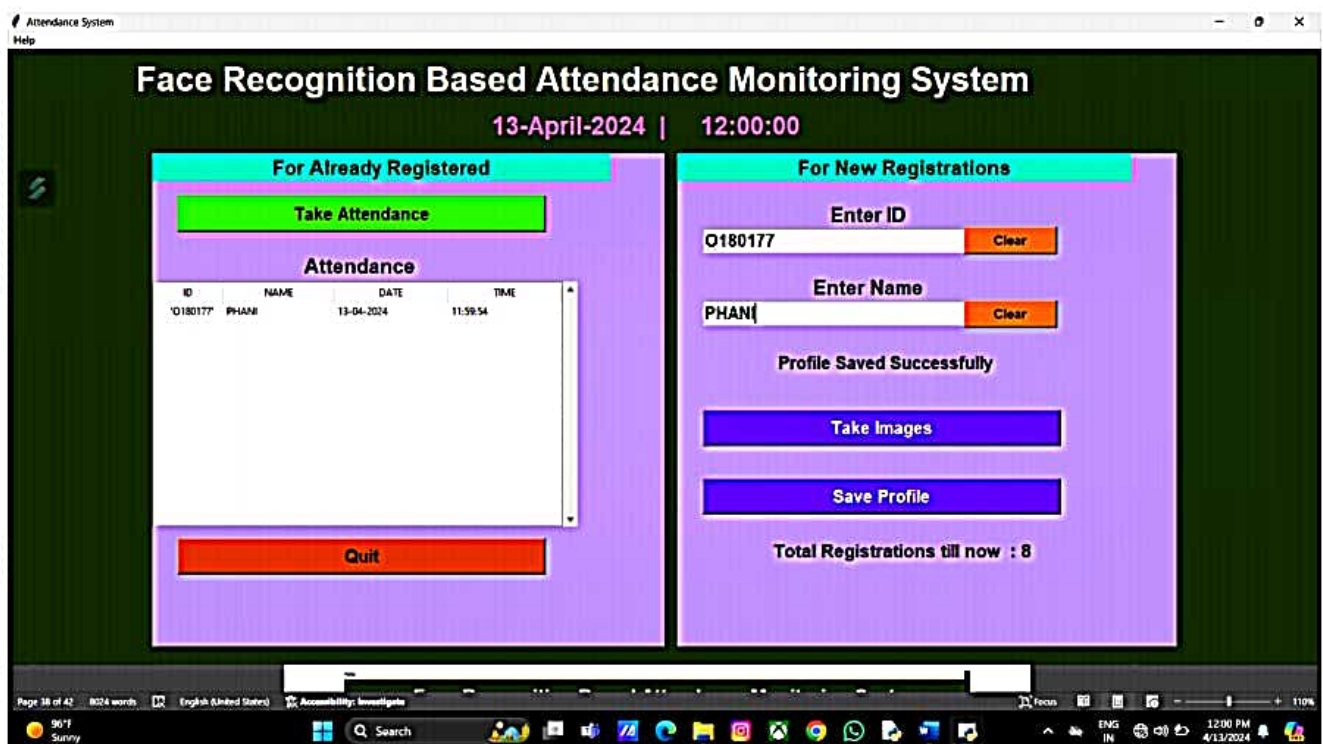 Attendance System
Help
Face Recognition Based Attendance Monitoring System
13-April-2024 | 12:00:00
For Already Registered
Take Attendance
Attendance
ID NAME DATE TIME
'O180177' PHANI 13-04-2024 11:59:54
Quit
For New Registrations
Enter ID
O180177 Clear
Enter Name
PHANI Clear
Profile Saved Successfully
Take Images
Save Profile
Total Registrations till now : 8
Page 38 of 42 8024 words English (United States) Accessibility: Investigate Focus 110%
96°F
Sunny
Search
ENG
IN
12:00 PM
4/13/2024